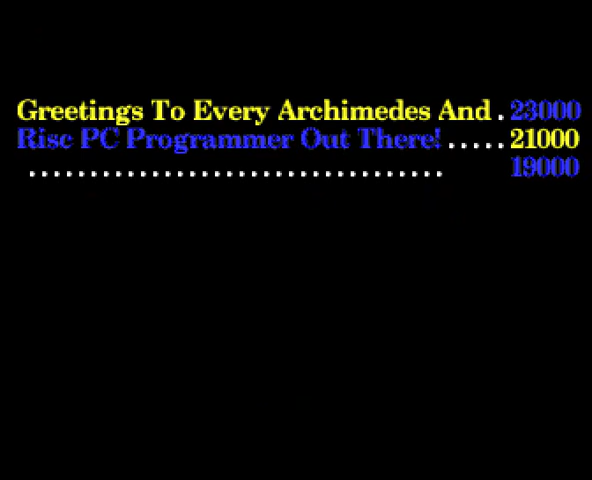 Greetings To Every Archimedes And . 23000
Risc PC Programmer Out There! ..... 21000
.................................. 19000